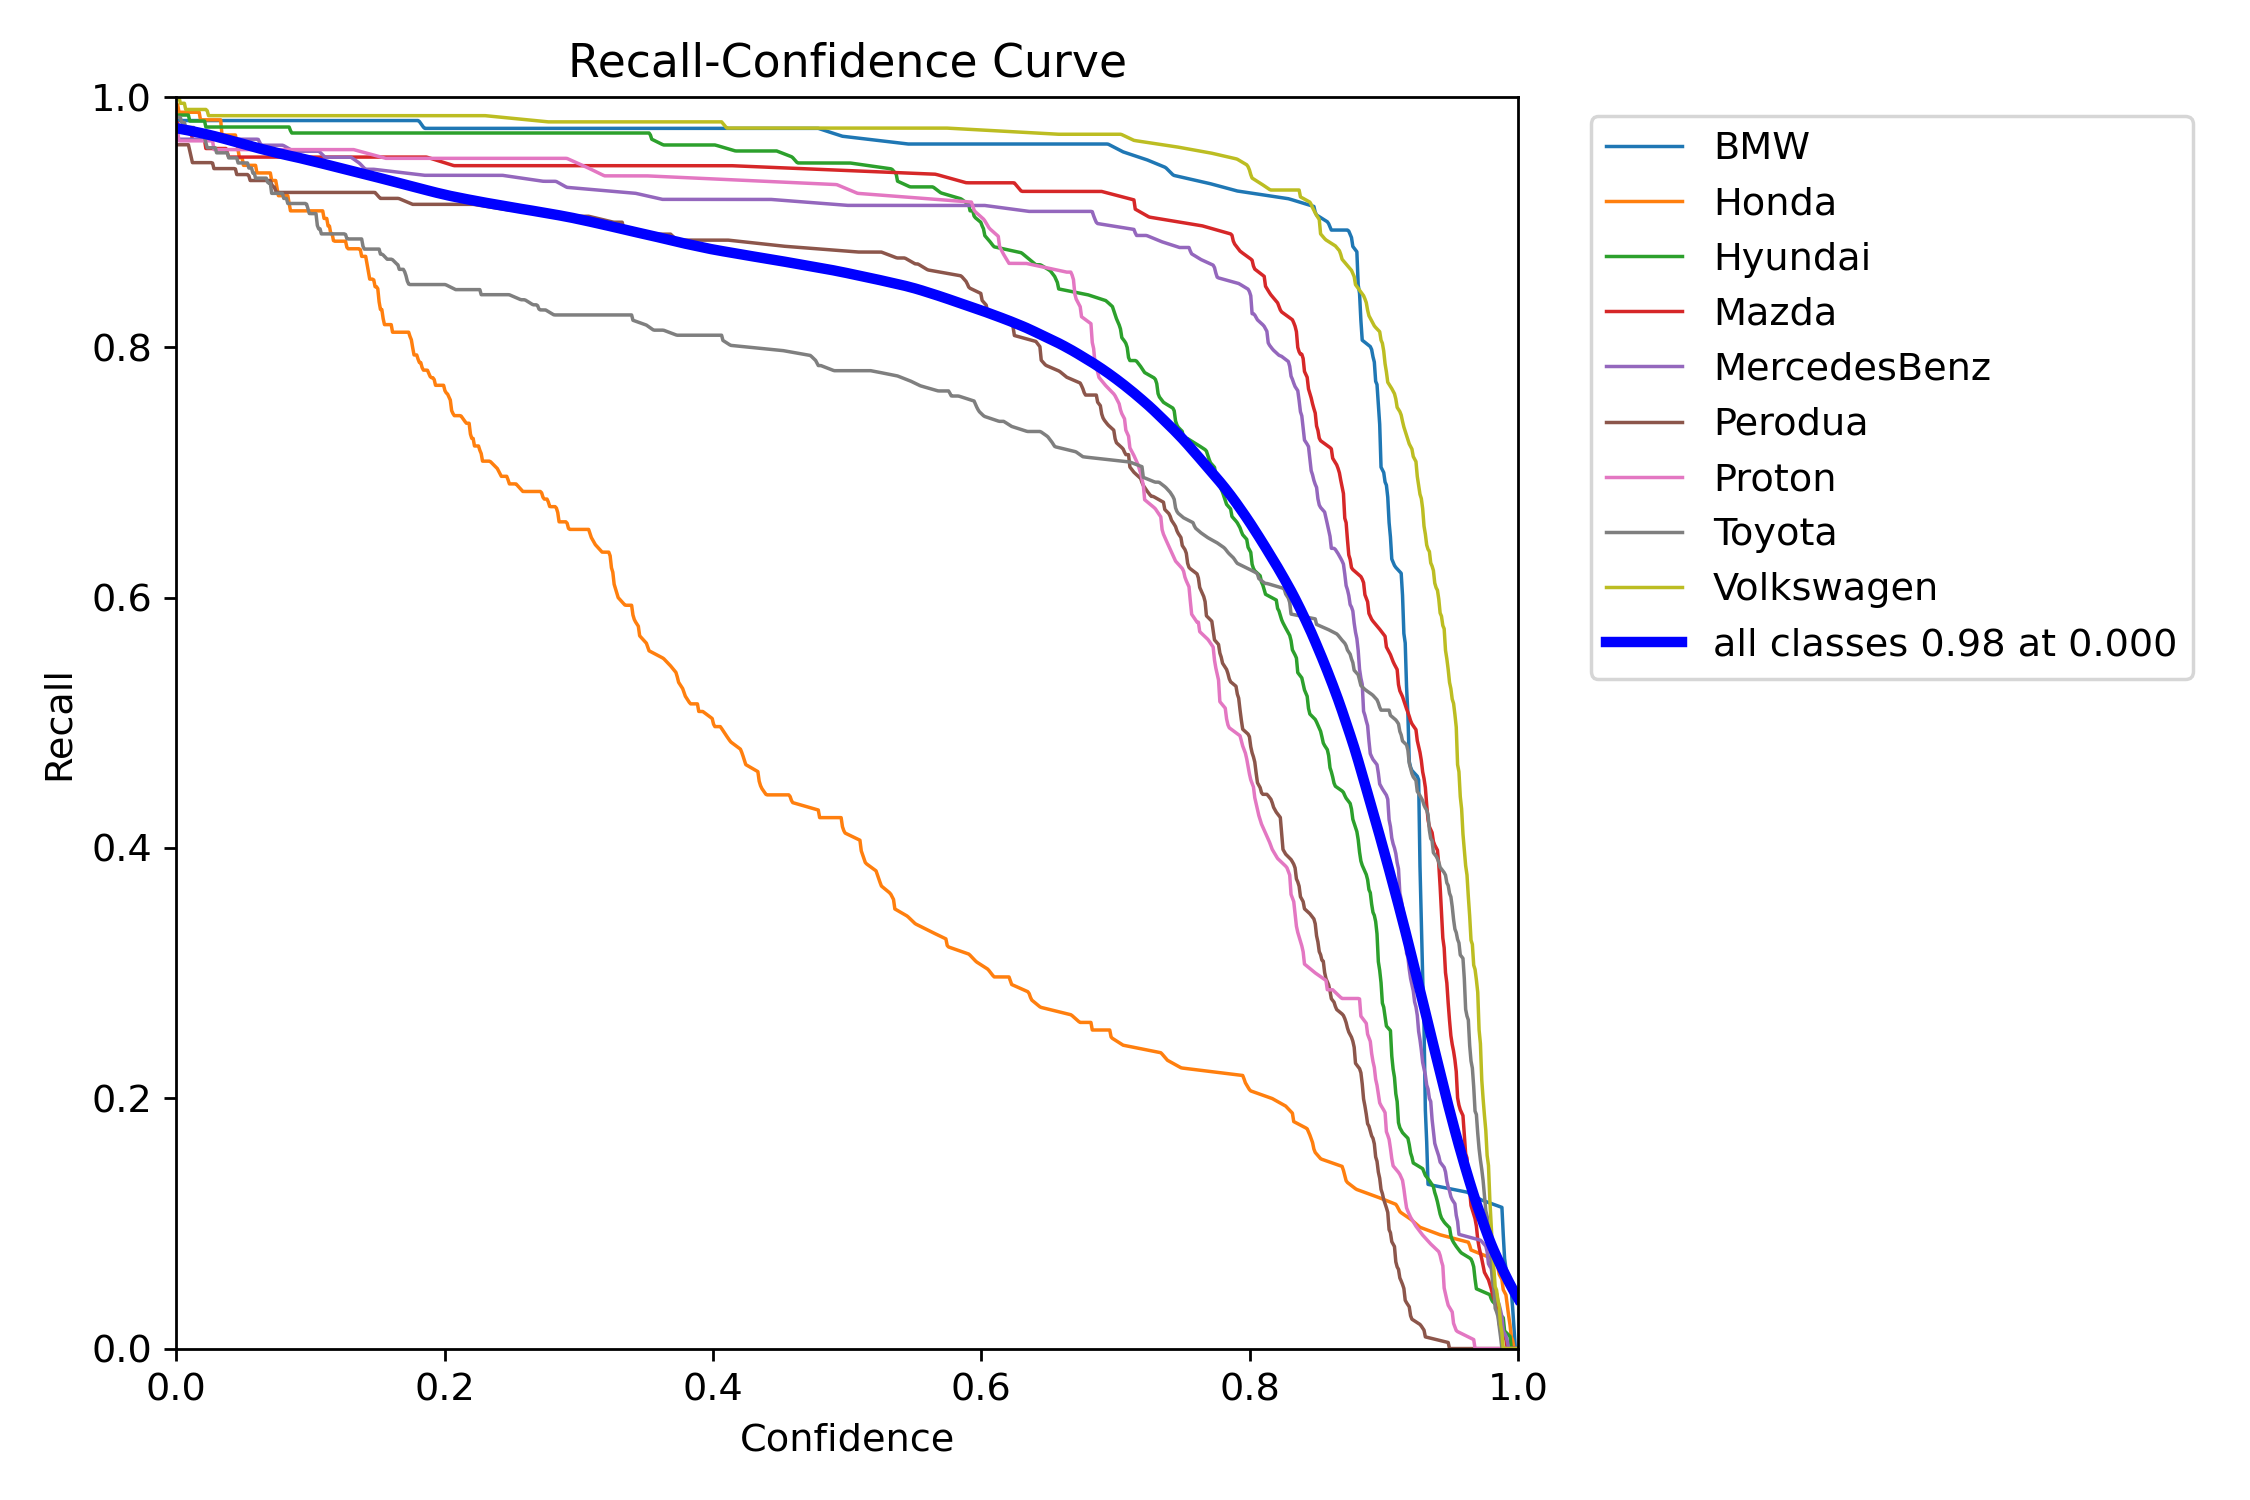 Recall-Confidence Curve
1.0
0.8
0.6
0.4
0.2
0.0
Recall
0.0 0.2 0.4 0.6 0.8 1.0
Confidence
BMW
Honda
Hyundai
Mazda
MercedesBenz
Perodua
Proton
Toyota
Volkswagen
all classes 0.98 at 0.000